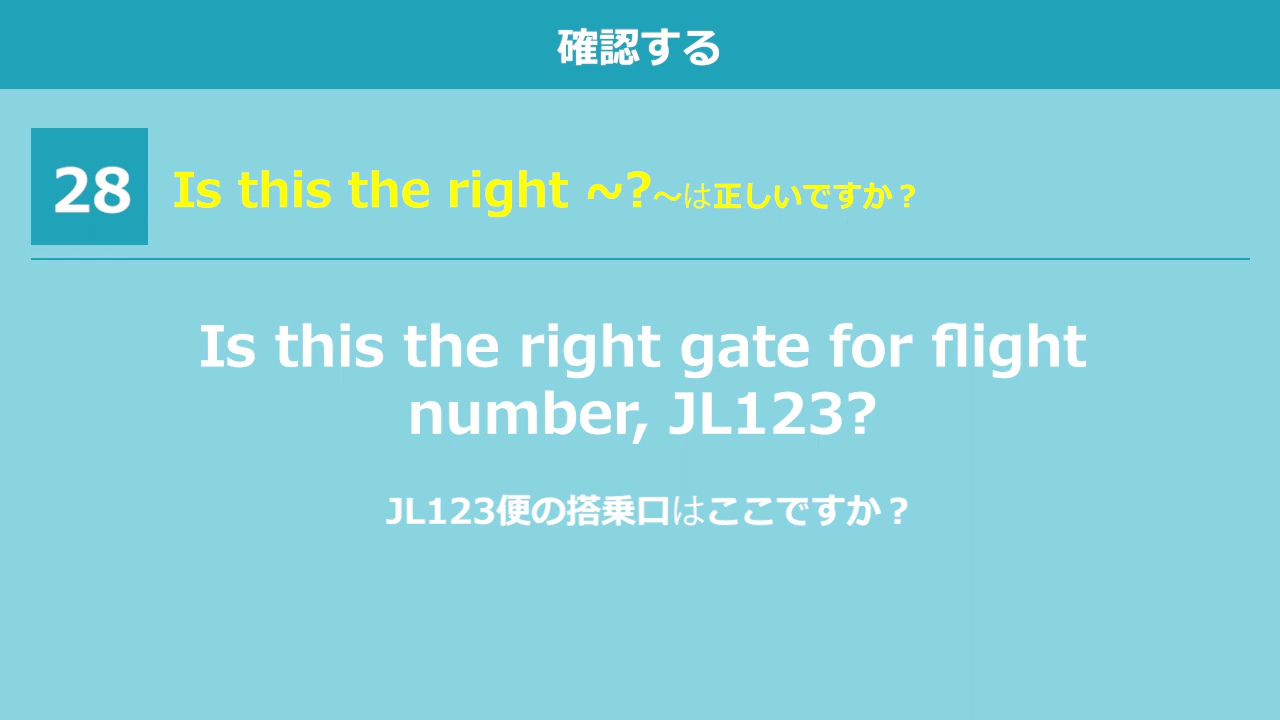 確認する
28
Is this the right ~?~は正しいですか？
Is this the right gate for flight
number, JL123?
JL123便の搭乗口はここですか？